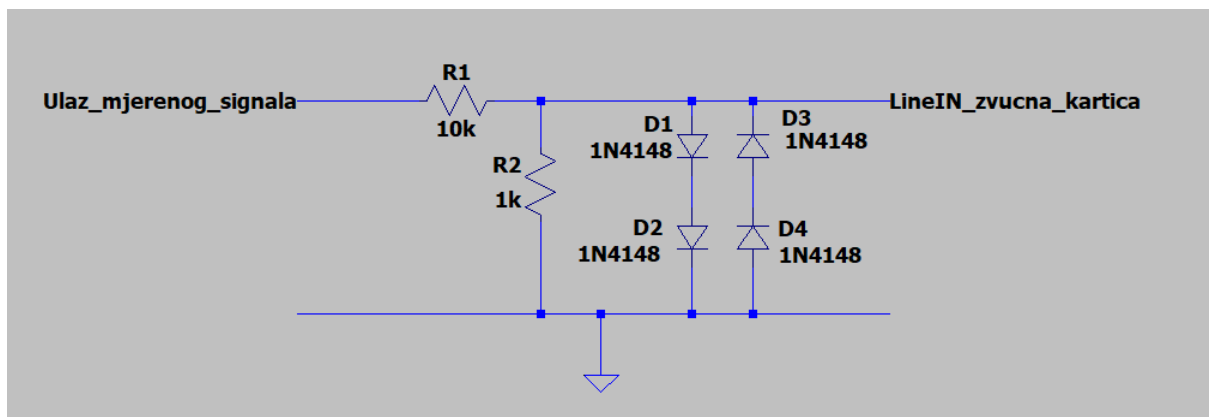 Ulaz_mjerenog_signala
R1
10k
R2
1k
D1
1N4148
D2
1N4148
D3
1N4148
D4
1N4148
LineIN_zvucna_kartica